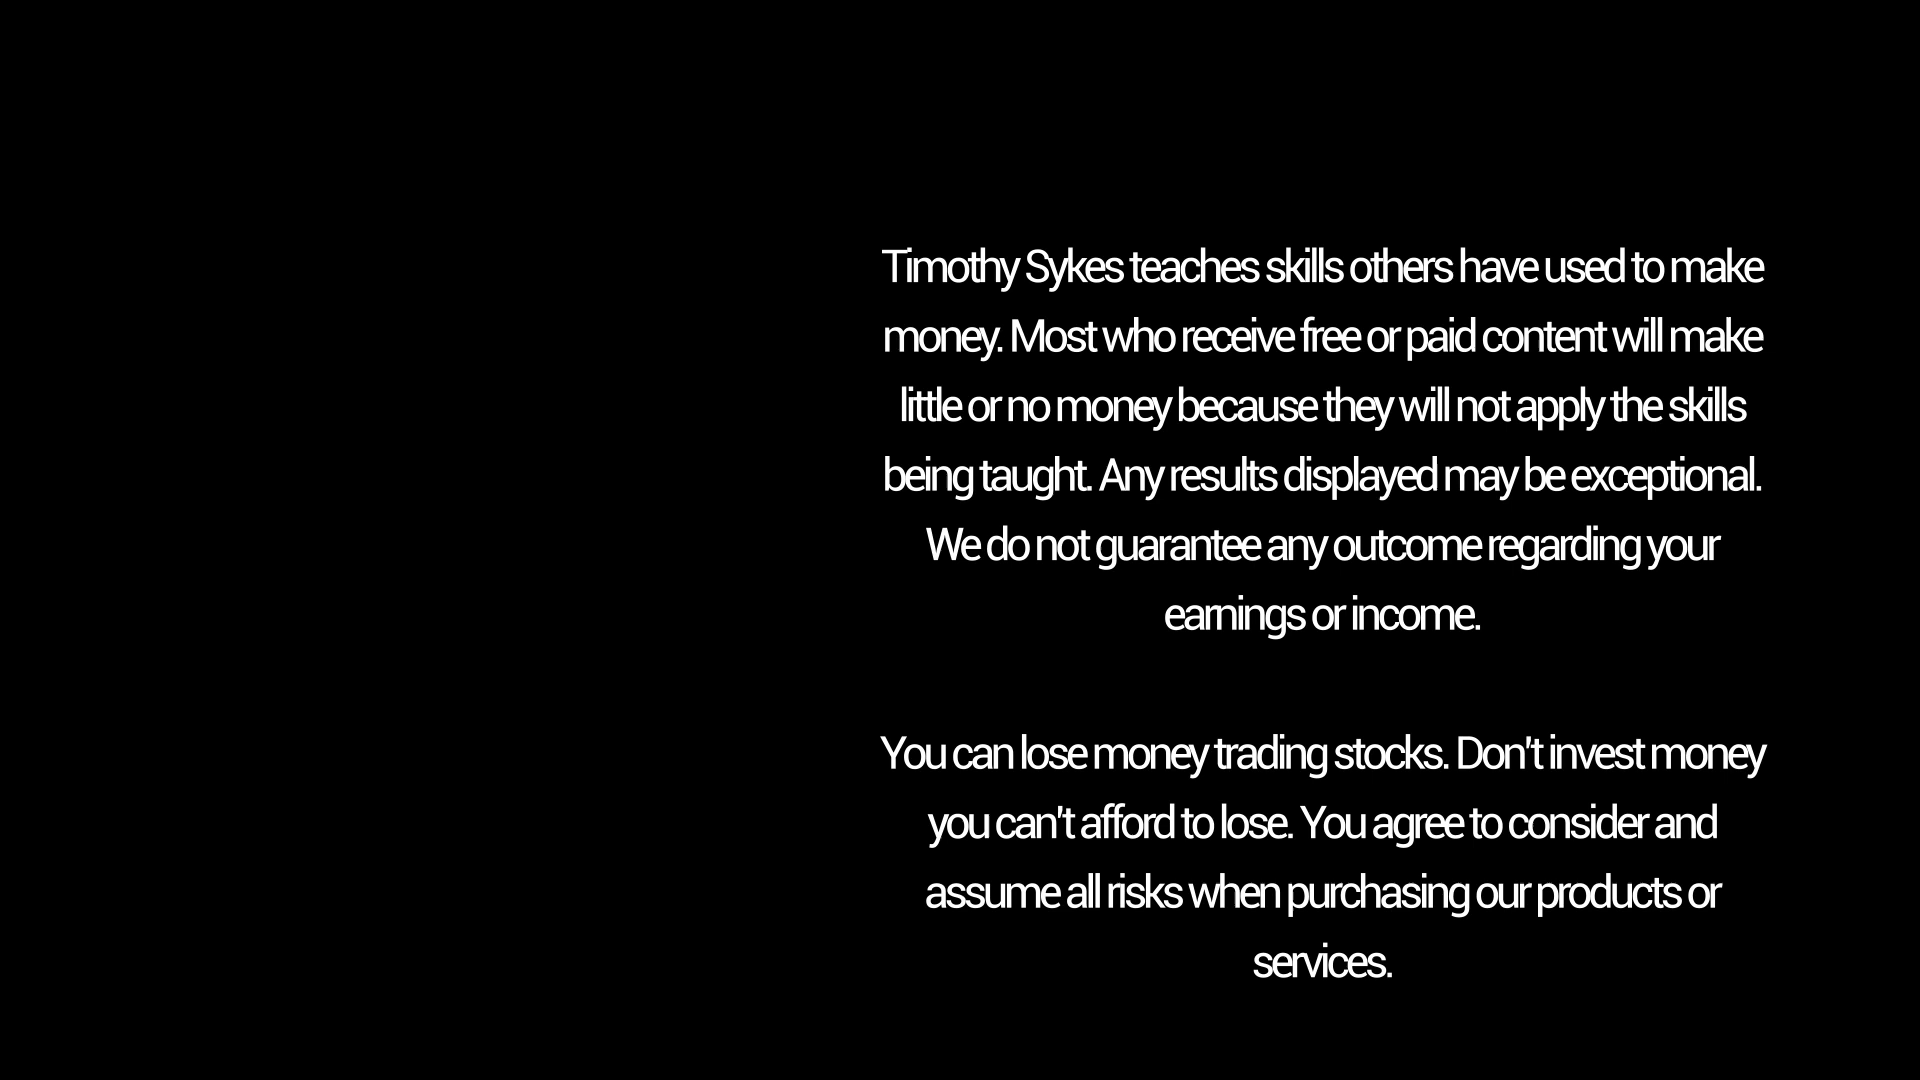 Timothy Sykes teaches skills others have used to make
money. Most who receive free or paid content will make
little or no money because they will not apply the skills
being taught. Any results displayed may be exceptional.
We do not guarantee any outcome regarding your
earnings or income.
You can lose money trading stocks. Don't invest money
you can't afford to lose. You agree to consider and
assume all risks when purchasing our products or
services.